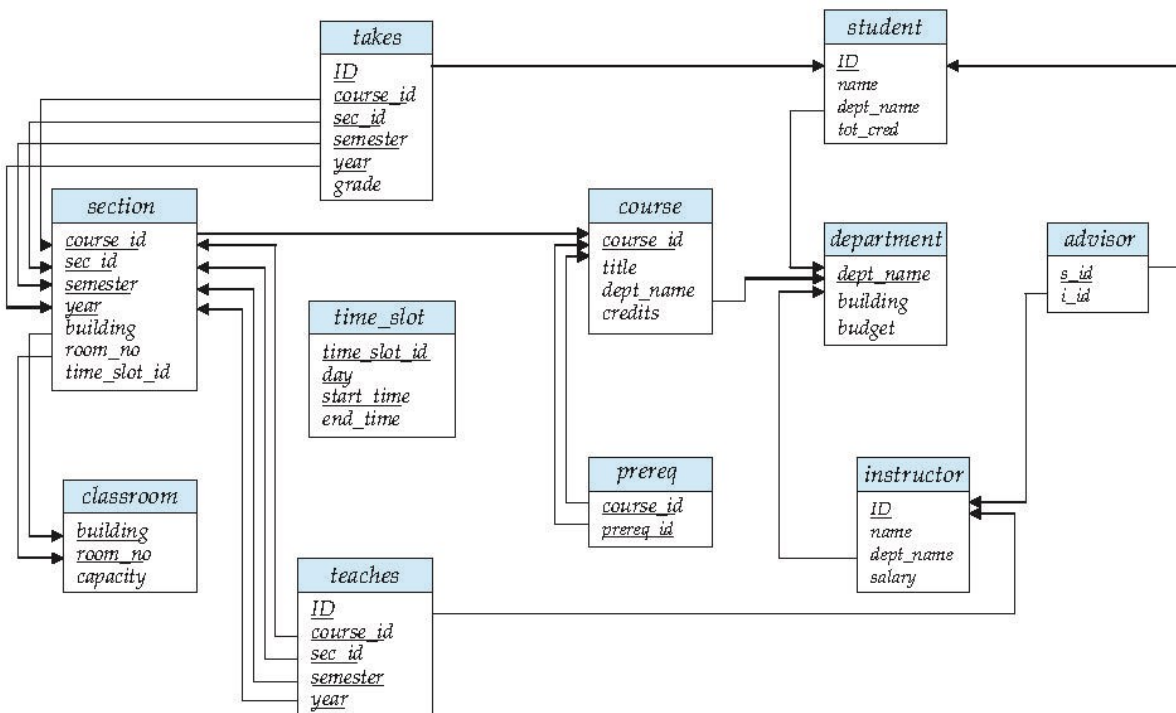 takes
ID
course_id
sec_id
semester
year
grade
student
ID
name
dept_name
tot_cred
section
course_id
sec_id
semester
year
building
room_no
time_slot_id
course
course_id
title
dept_name
credits
department
dept_name
building
budget
advisor
s_id
i_id
time_slot
time_slot_id
day
start_time
end_time
prereq
course_id
prereq_id
instructor
ID
name
dept_name
salary
classroom
building
room_no
capacity
teaches
ID
course_id
sec_id
semester
year